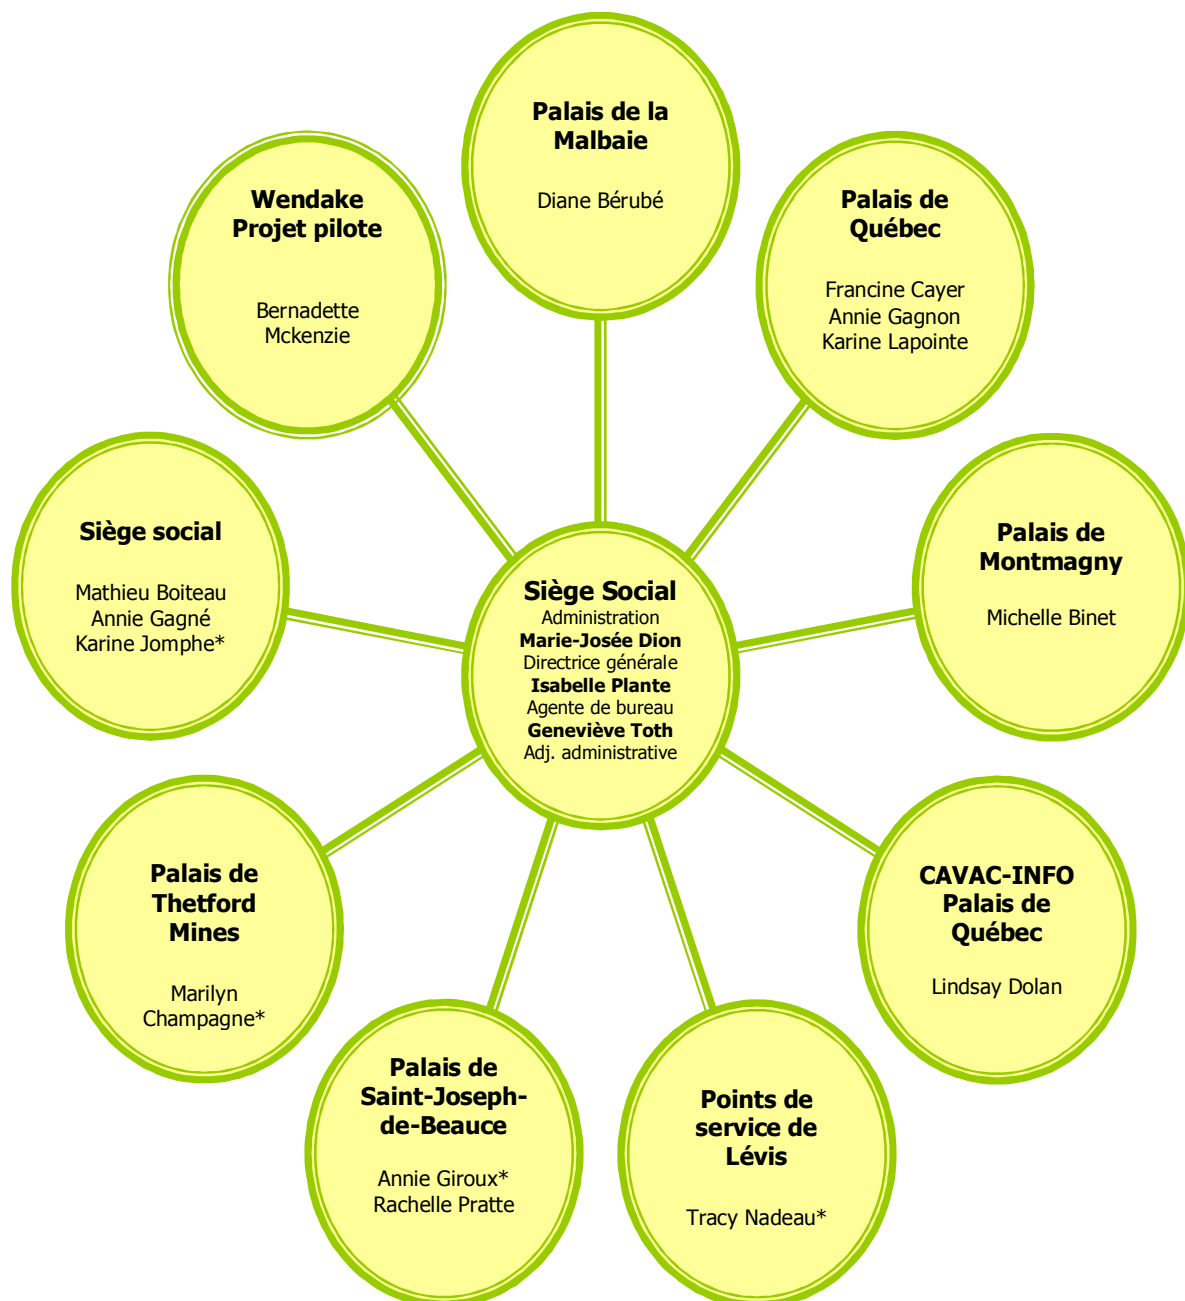 Palais de la
Malbaie
Diane Bérubé
Wendake
Projet pilote
Bernadette
Mckenzie
Palais de
Québec
Francine Cayer
Annie Gagnon
Karine Lapointe
Siège social
Mathieu Boiteau
Annie Gagné
Karine Jomphe*
Siège Social
Administration
Marie-Josée Dion
Directrice générale
Isabelle Plante
Agente de bureau
Geneviève Toth
Adj. administrative
Palais de
Montmagny
Michelle Binet
Palais de
Thetford
Mines
Marilyn
Champagne*
CAVAC-INFO
Palais de
Québec
Lindsay Dolan
Palais de
Saint-Joseph-
de-Beauce
Annie Giroux*
Rachelle Pratte
Points de
service de
Lévis
Tracy Nadeau*